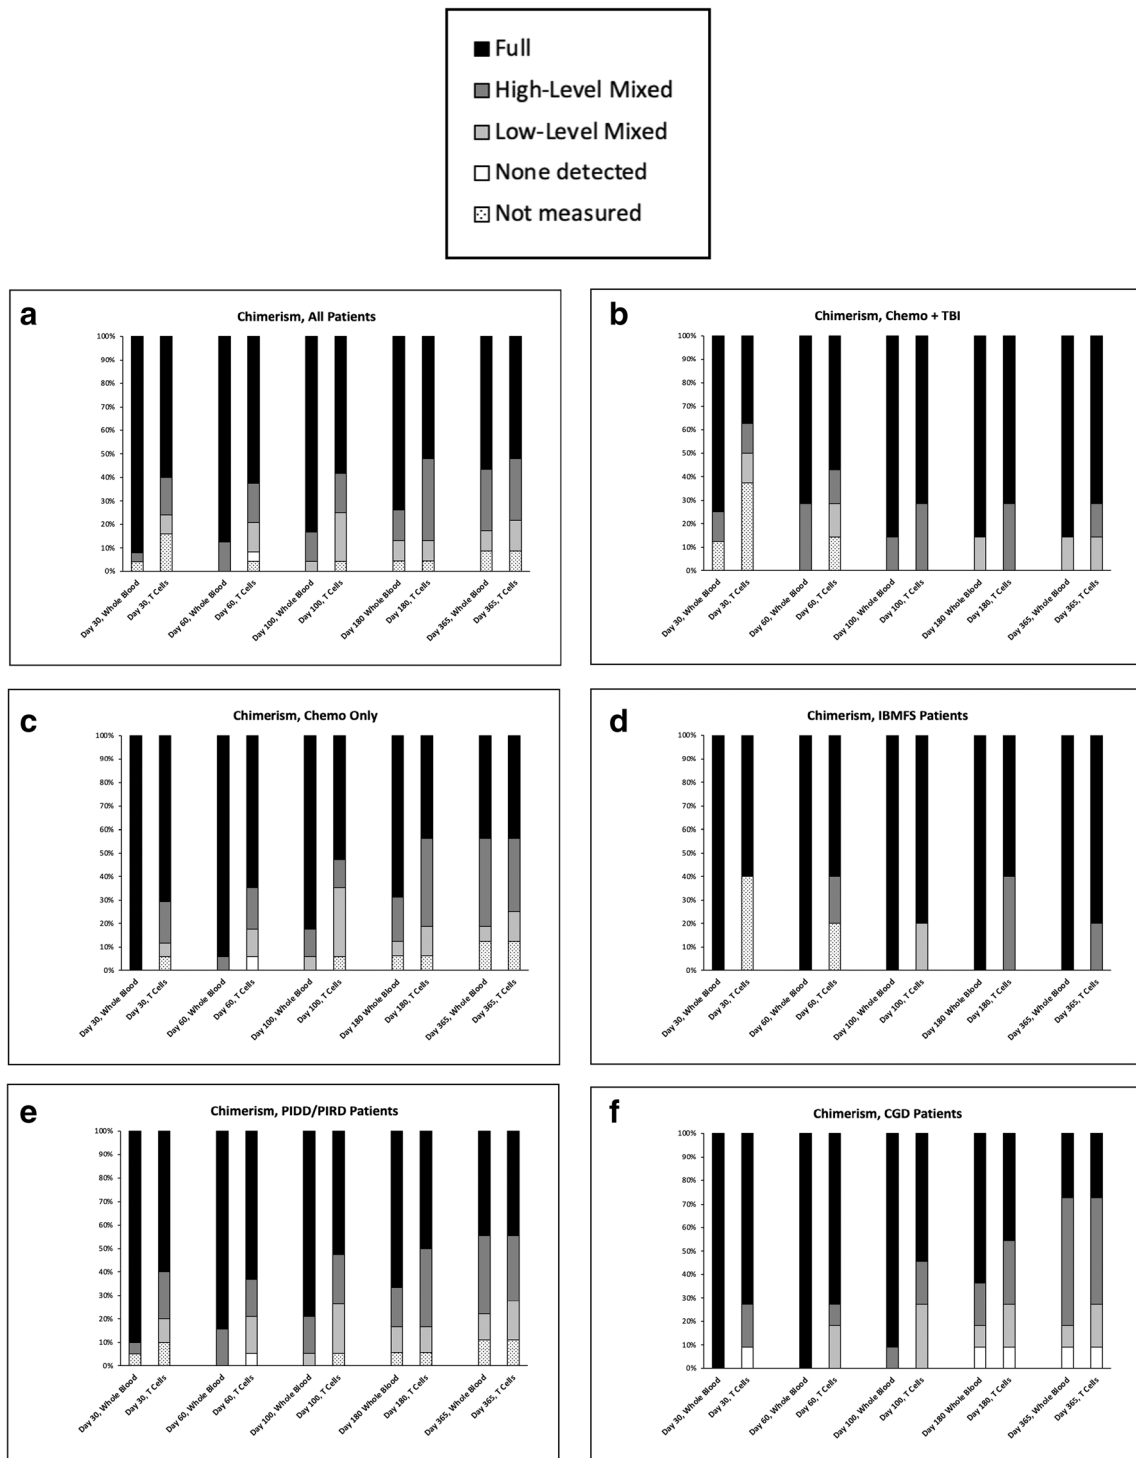 Full
High-Level Mixed
Low-Level Mixed
None detected
Not measured
a
Chimerism, All Patients
100%
90%
80%
70%
60%
50%
40%
30%
20%
10%
0%
Day 30, Whole Blood
Day 30, T Cells
Day 60, Whole Blood
Day 60, T Cells
Day 100, Whole Blood
Day 100, T Cells
Day 180 Whole Blood
Day 180, T Cells
Day 365, Whole Blood
Day 365, T Cells
b
Chimerism, Chemo + TBI
100%
90%
80%
70%
60%
50%
40%
30%
20%
10%
0%
Day 30, Whole Blood
Day 30, T Cells
Day 60, Whole Blood
Day 60, T Cells
Day 100, Whole Blood
Day 100, T Cells
Day 180 Whole Blood
Day 180, T Cells
Day 365, Whole Blood
Day 365, T Cells
c
Chimerism, Chemo Only
100%
90%
80%
70%
60%
50%
40%
30%
20%
10%
0%
Day 30, Whole Blood
Day 30, T Cells
Day 60, Whole Blood
Day 60, T Cells
Day 100, Whole Blood
Day 100, T Cells
Day 180 Whole Blood
Day 180, T Cells
Day 365, Whole Blood
Day 365, T Cells
d
Chimerism, IBMFS Patients
100%
90%
80%
70%
60%
50%
40%
30%
20%
10%
0%
Day 30, Whole Blood
Day 30, T Cells
Day 60, Whole Blood
Day 60, T Cells
Day 100, Whole Blood
Day 100, T Cells
Day 180 Whole Blood
Day 180, T Cells
Day 365, Whole Blood
Day 365, T Cells
e
Chimerism, PIDD/PIRD Patients
100%
90%
80%
70%
60%
50%
40%
30%
20%
10%
0%
Day 30, Whole Blood
Day 30, T Cells
Day 60, Whole Blood
Day 60, T Cells
Day 100, Whole Blood
Day 100, T Cells
Day 180 Whole Blood
Day 180, T Cells
Day 365, Whole Blood
Day 365, T Cells
f
Chimerism, CGD Patients
100%
90%
80%
70%
60%
50%
40%
30%
20%
10%
0%
Day 30, Whole Blood
Day 30, T Cells
Day 60, Whole Blood
Day 60, T Cells
Day 100, Whole Blood
Day 100, T Cells
Day 180 Whole Blood
Day 180, T Cells
Day 365, Whole Blood
Day 365, T Cells